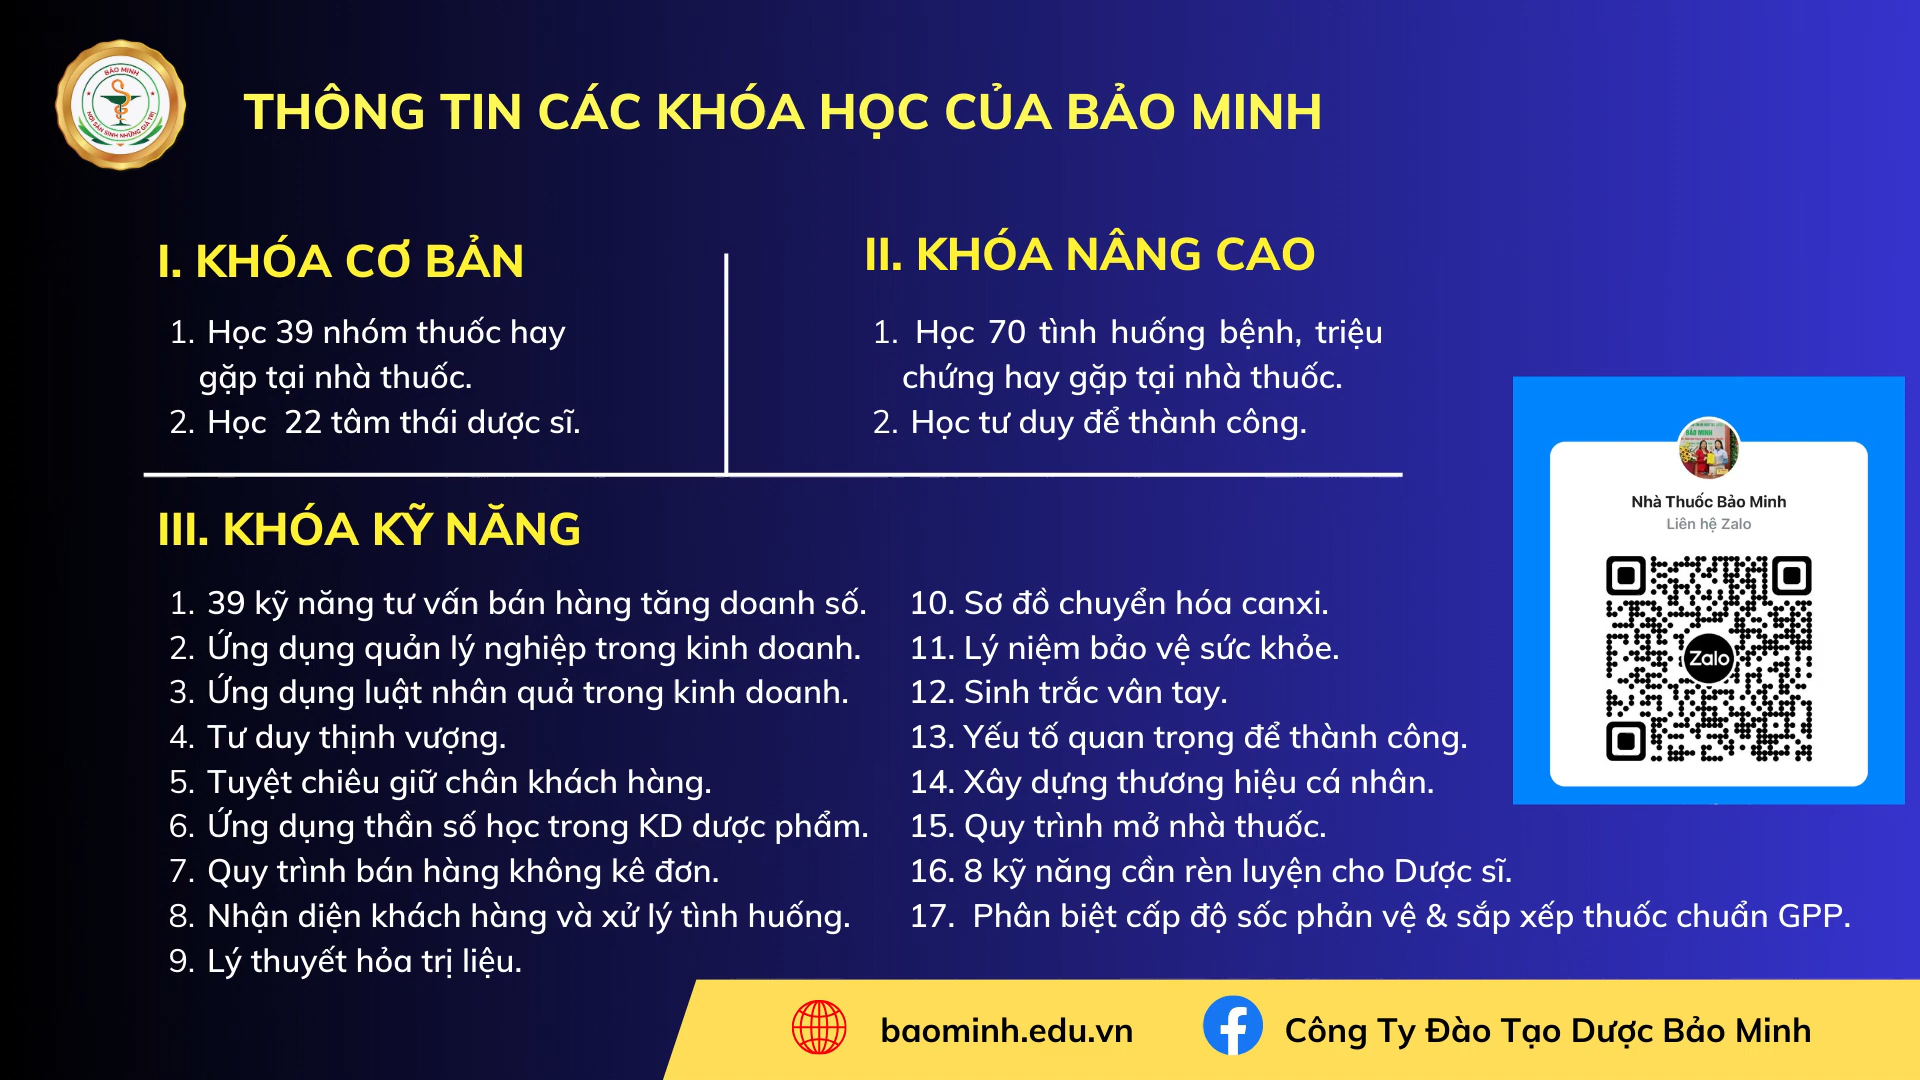 BẢO MINH
NƠI SẢN SINH NHỮNG GIÁ TRỊ
THÔNG TIN CÁC KHÓA HỌC CỦA BẢO MINH
I. KHÓA CƠ BẢN
1. Học 39 nhóm thuốc hay
gặp tại nhà thuốc.
2. Học 22 tâm thái dược sĩ.
II. KHÓA NÂNG CAO
1. Học 70 tình huống bệnh, triệu
chứng hay gặp tại nhà thuốc.
2. Học tư duy để thành công.
III. KHÓA KỸ NĂNG
1. 39 kỹ năng tư vấn bán hàng tăng doanh số.
2. Ứng dụng quản lý nghiệp trong kinh doanh.
3. Ứng dụng luật nhân quả trong kinh doanh.
4. Tư duy thịnh vượng.
5. Tuyệt chiêu giữ chân khách hàng.
6. Ứng dụng thần số học trong KD dược phẩm.
7. Quy trình bán hàng không kê đơn.
8. Nhận diện khách hàng và xử lý tình huống.
9. Lý thuyết hỏa trị liệu.
10. Sơ đồ chuyển hóa canxi.
11. Lý niệm bảo vệ sức khỏe.
12. Sinh trắc vân tay.
13. Yếu tố quan trọng để thành công.
14. Xây dựng thương hiệu cá nhân.
15. Quy trình mở nhà thuốc.
16. 8 kỹ năng cần rèn luyện cho Dược sĩ.
17. Phân biệt cấp độ sốc phản vệ & sắp xếp thuốc chuẩn GPP.
BẢO MINH
Nhà Thuốc Bảo Minh
Liên hệ Zalo
Zalo
baominh.edu.vn
Công Ty Đào Tạo Dược Bảo Minh